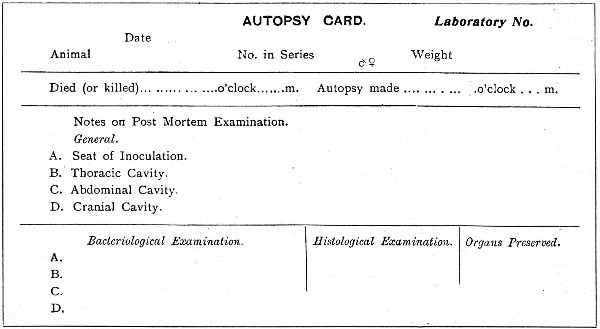 AUTOPSY CARD. Laboratory No.
Date
Animal No. in Series ♂♀ Weight
Died (or killed)... ......... ... ....o'clock.......m. Autopsy made .... ... . ... .o'clock . . . m.
Notes on Post Mortem Examination.
General.
A. Seat of Inoculation.
B. Thoracic Cavity.
C. Abdominal Cavity.
D. Cranial Cavity.
Bacteriological Examination. Histological Examination. Organs Preserved.
A.
B.
C.
D.